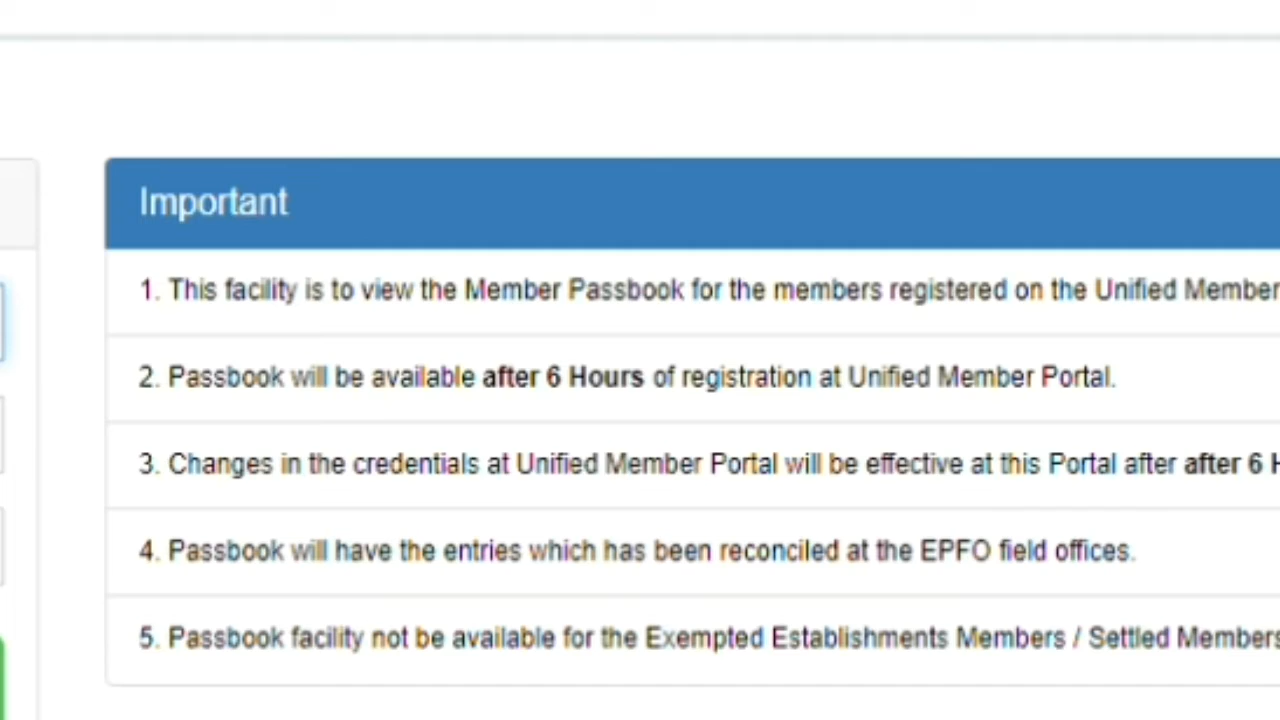 Important
1. This facility is to view the Member Passbook for the members registered on the Unified Member
2. Passbook will be available after 6 Hours of registration at Unified Member Portal.
3. Changes in the credentials at Unified Member Portal will be effective at this Portal after after 6 H
4. Passbook will have the entries which has been reconciled at the EPFO field offices.
5. Passbook facility not be available for the Exempted Establishments Members / Settled Members